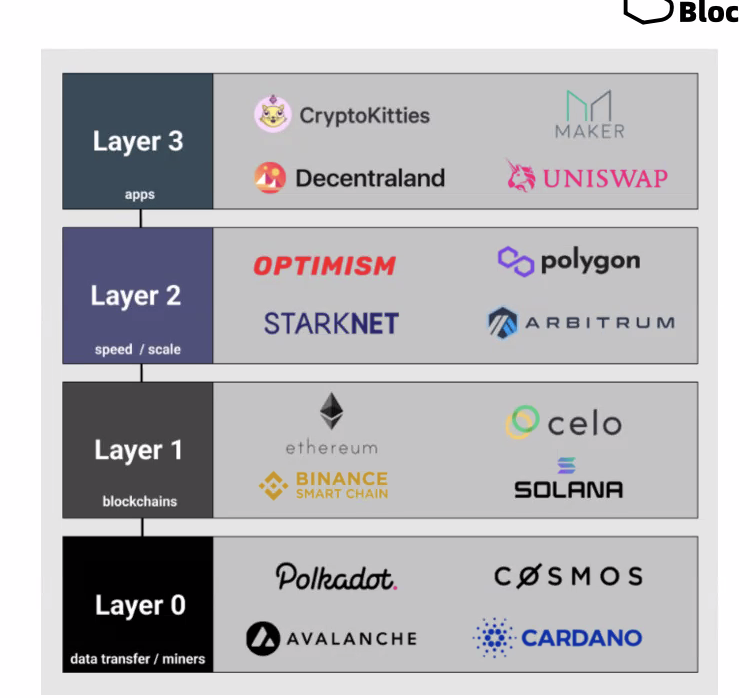 Bloc
Layer 3
apps
CryptoKitties
MAKER
Decentraland
UNISWAP
Layer 2
speed / scale
OPTIMISM
polygon
STARKNET
ARBITRUM
Layer 1
blockchains
ethereum
celo
BINANCE
SMART CHAIN
SOLANA
Layer 0
data transfer / miners
Polkadot.
CØSMOS
AVALANCHE
CARDANO